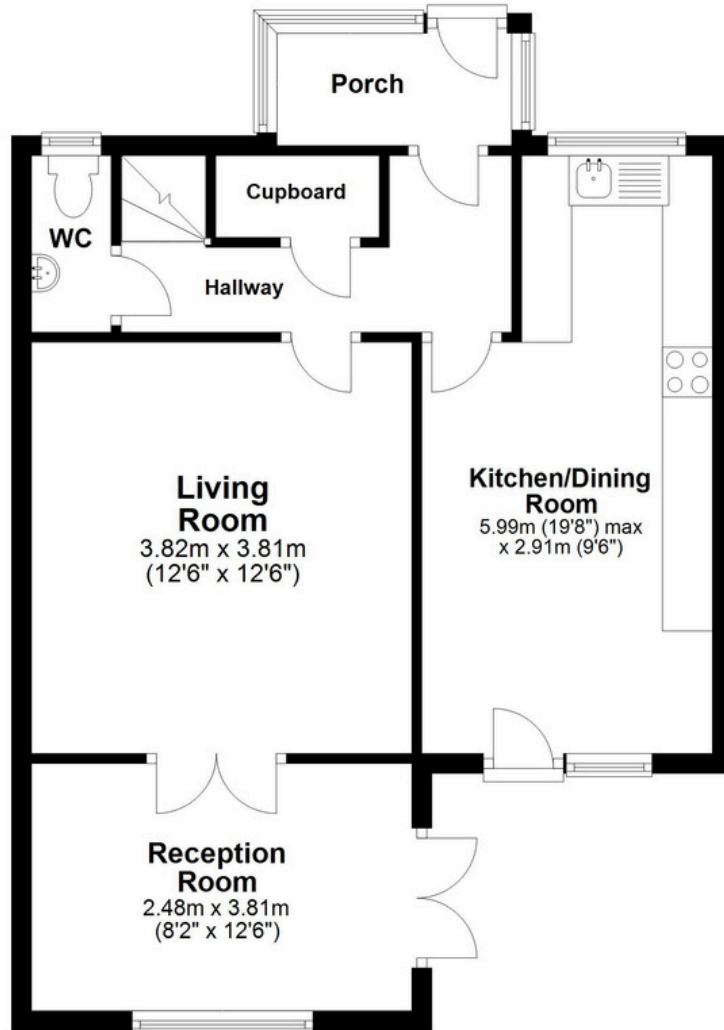 Porch
Cupboard
WC
Hallway
Living
Room
3.82m x 3.81m
(12'6" x 12'6")
Kitchen/Dining
Room
5.99m (19'8") max
x 2.91m (9'6")
Reception
Room
2.48m x 3.81m
(8'2" x 12'6")